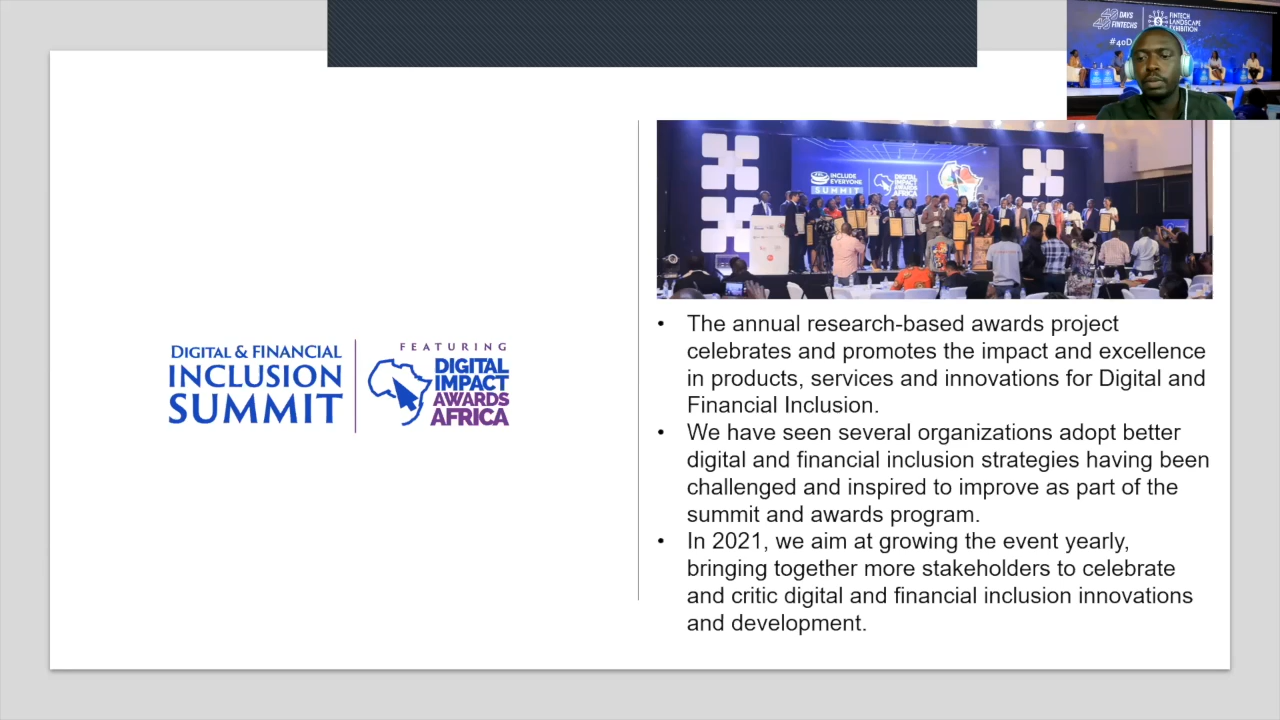 40 DAYS
40 FINTECHS
FINTECH
LANDSCAPE
EXHIBITION
#40D
INCLUDE
EVERYONE
SUMMIT
DIGITAL
IMPACT
AWARDS
AFRICA
DIGITAL & FINANCIAL
INCLUSION
SUMMIT
FEATURING
DIGITAL
IMPACT
AWARDS
AFRICA
• The annual research-based awards project
celebrates and promotes the impact and excellence
in products, services and innovations for Digital and
Financial Inclusion.
• We have seen several organizations adopt better
digital and financial inclusion strategies having been
challenged and inspired to improve as part of the
summit and awards program.
• In 2021, we aim at growing the event yearly,
bringing together more stakeholders to celebrate
and critic digital and financial inclusion innovations
and development.